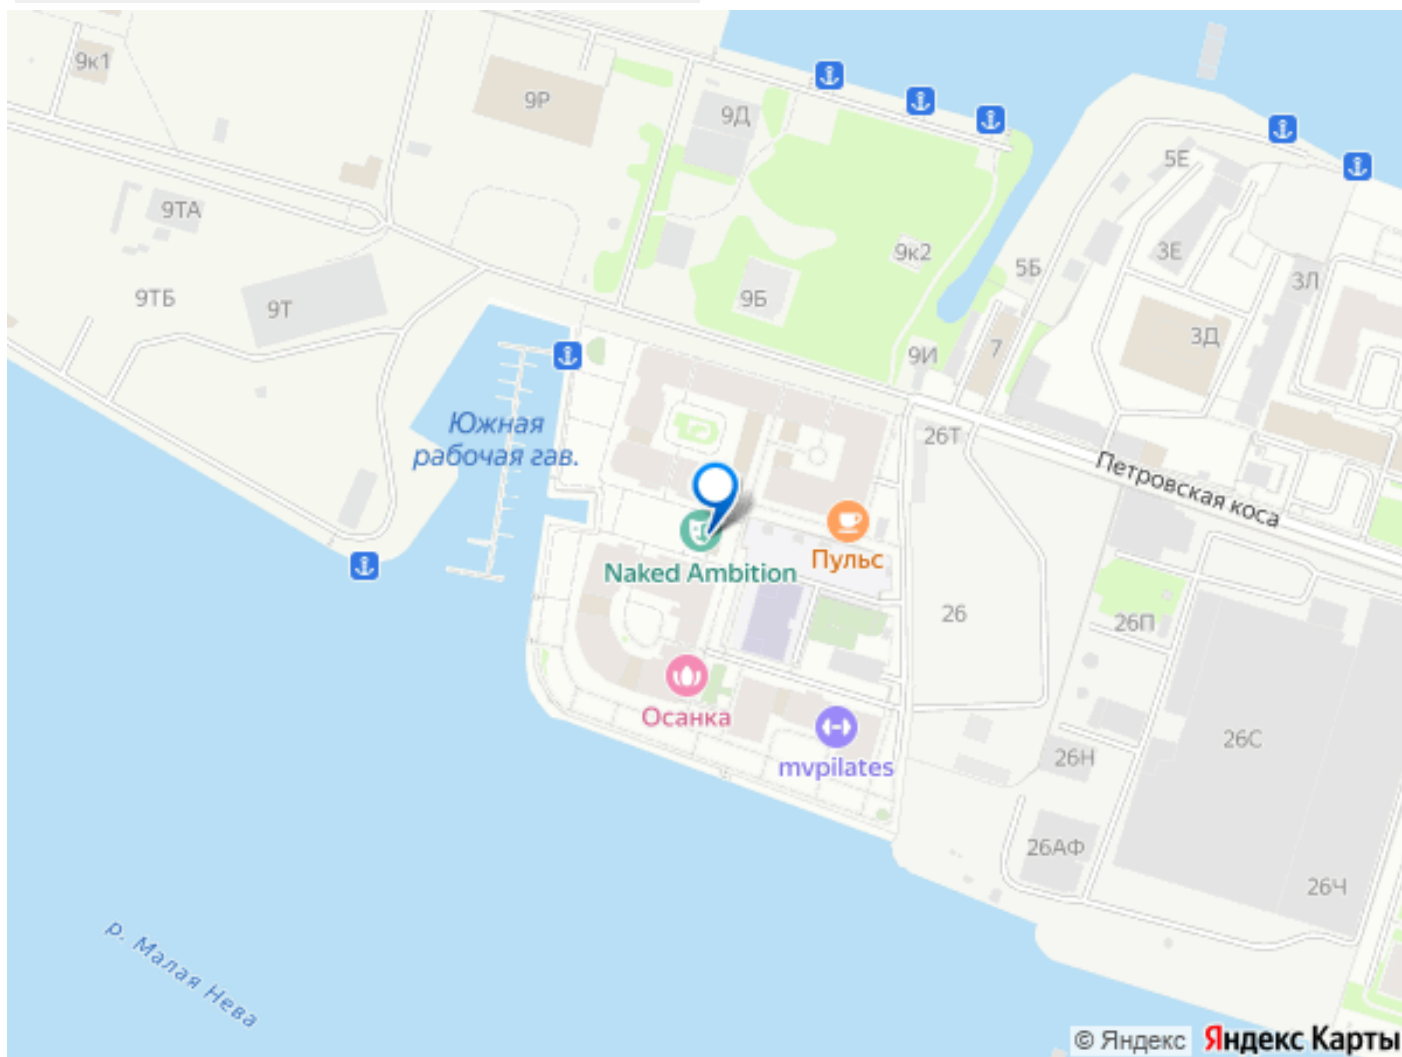 9к1
9Р
9Д
5Е
9ТА
9к2
3Е
5Б
3Л
9ТБ
9Т
9Б
3Д
9И
7
Южная
рабочая гав.
26Т
Петровская коса
Пульс
Naked Ambition
26
26П
Осанка
26С
mvpilates
26Н
26АФ
26Ч
р. Малая Нева
© Яндекс Яндекс Карты